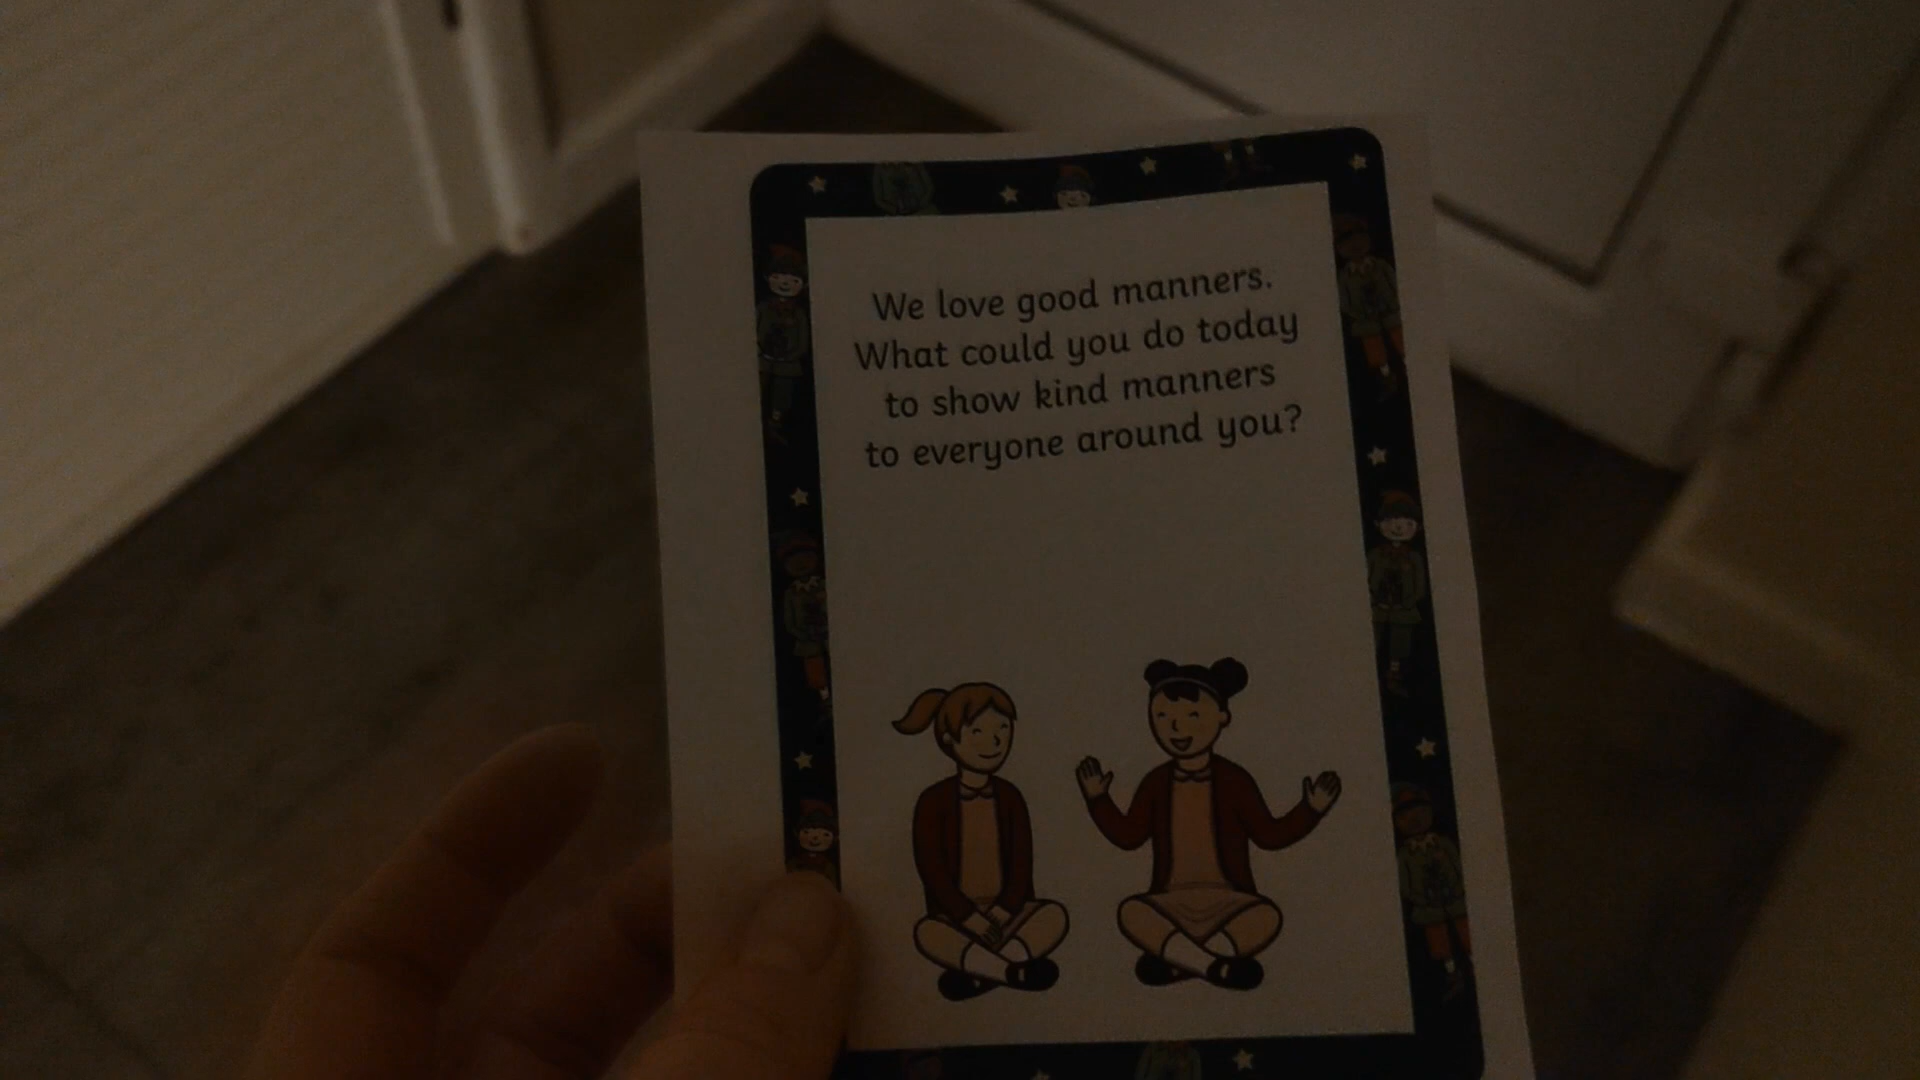 We love good manners.
What could you do today
to show kind manners
to everyone around you?